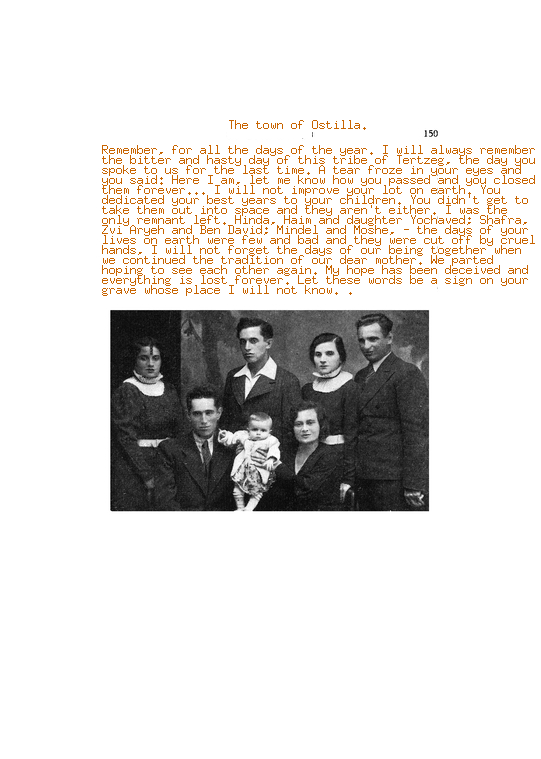 The town of Ostilla.
150
Remember, for all the days of the year. I will always remember
the bitter and hasty day of this tribe of Tertzeg, the day you
spoke to us for the last time. A tear froze in your eyes and
you said: Here I am, let me know how you passed and you closed
them forever... I will not improve your lot on earth. You
dedicated your best years to your children. You didn't get to
take them out into space and they aren't either. I was the
only remnant left. Hinda, Haim and daughter Yochaved; Shafra,
Zvi Aryeh and Ben David; Mindel and Moshe, - the days of your
lives on earth were few and bad and they were cut off by cruel
hands, I will not forget the days of our being together when
we continued the tradition of our dear mother. We parted
hoping to see each other again. My hope has been deceived and
everything is lost forever. Let these words be a sign on your
grave whose place I will not know. .